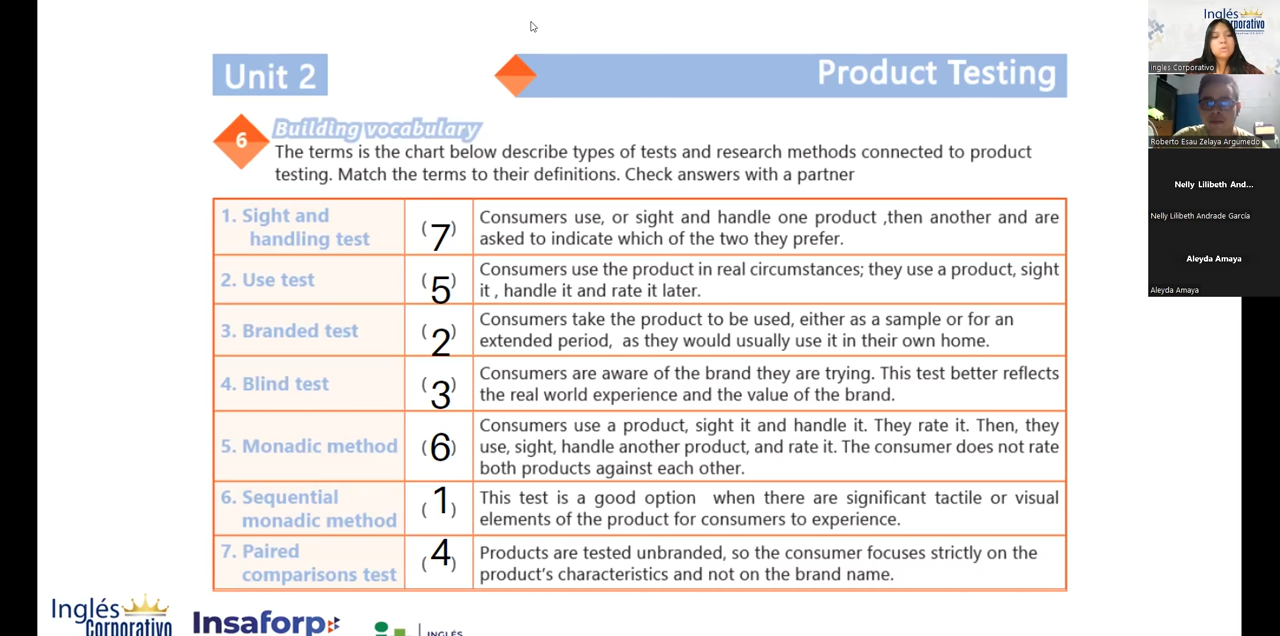 Unit 2
Product Testing
6
Building vocabulary
The terms is the chart below describe types of tests and research methods connected to product
testing. Match the terms to their definitions. Check answers with a partner
1. Sight and
handling test
(7)
Consumers use, or sight and handle one product ,then another and are
asked to indicate which of the two they prefer.
2. Use test
(5)
Consumers use the product in real circumstances; they use a product, sight
it , handle it and rate it later.
3. Branded test
(2)
Consumers take the product to be used, either as a sample or for an
extended period, as they would usually use it in their own home.
4. Blind test
(3)
Consumers are aware of the brand they are trying. This test better reflects
the real world experience and the value of the brand.
5. Monadic method
(6)
Consumers use a product, sight it and handle it. They rate it. Then, they
use, sight, handle another product, and rate it. The consumer does not rate
both products against each other.
6. Sequential
monadic method
(1)
This test is a good option when there are significant tactile or visual
elements of the product for consumers to experience.
7. Paired
comparisons test
(4)
Products are tested unbranded, so the consumer focuses strictly on the
product's characteristics and not on the brand name.
Inglés
Corporativo
Insaforp
INGLÉS
Inglés
Corporativo
Inglés Corporativo
Roberto Esau Zelaya Argumedo
Nelly Lilibeth And...
Nelly Lilibeth Andrade García
Aleyda Amaya
Aleyda Amaya